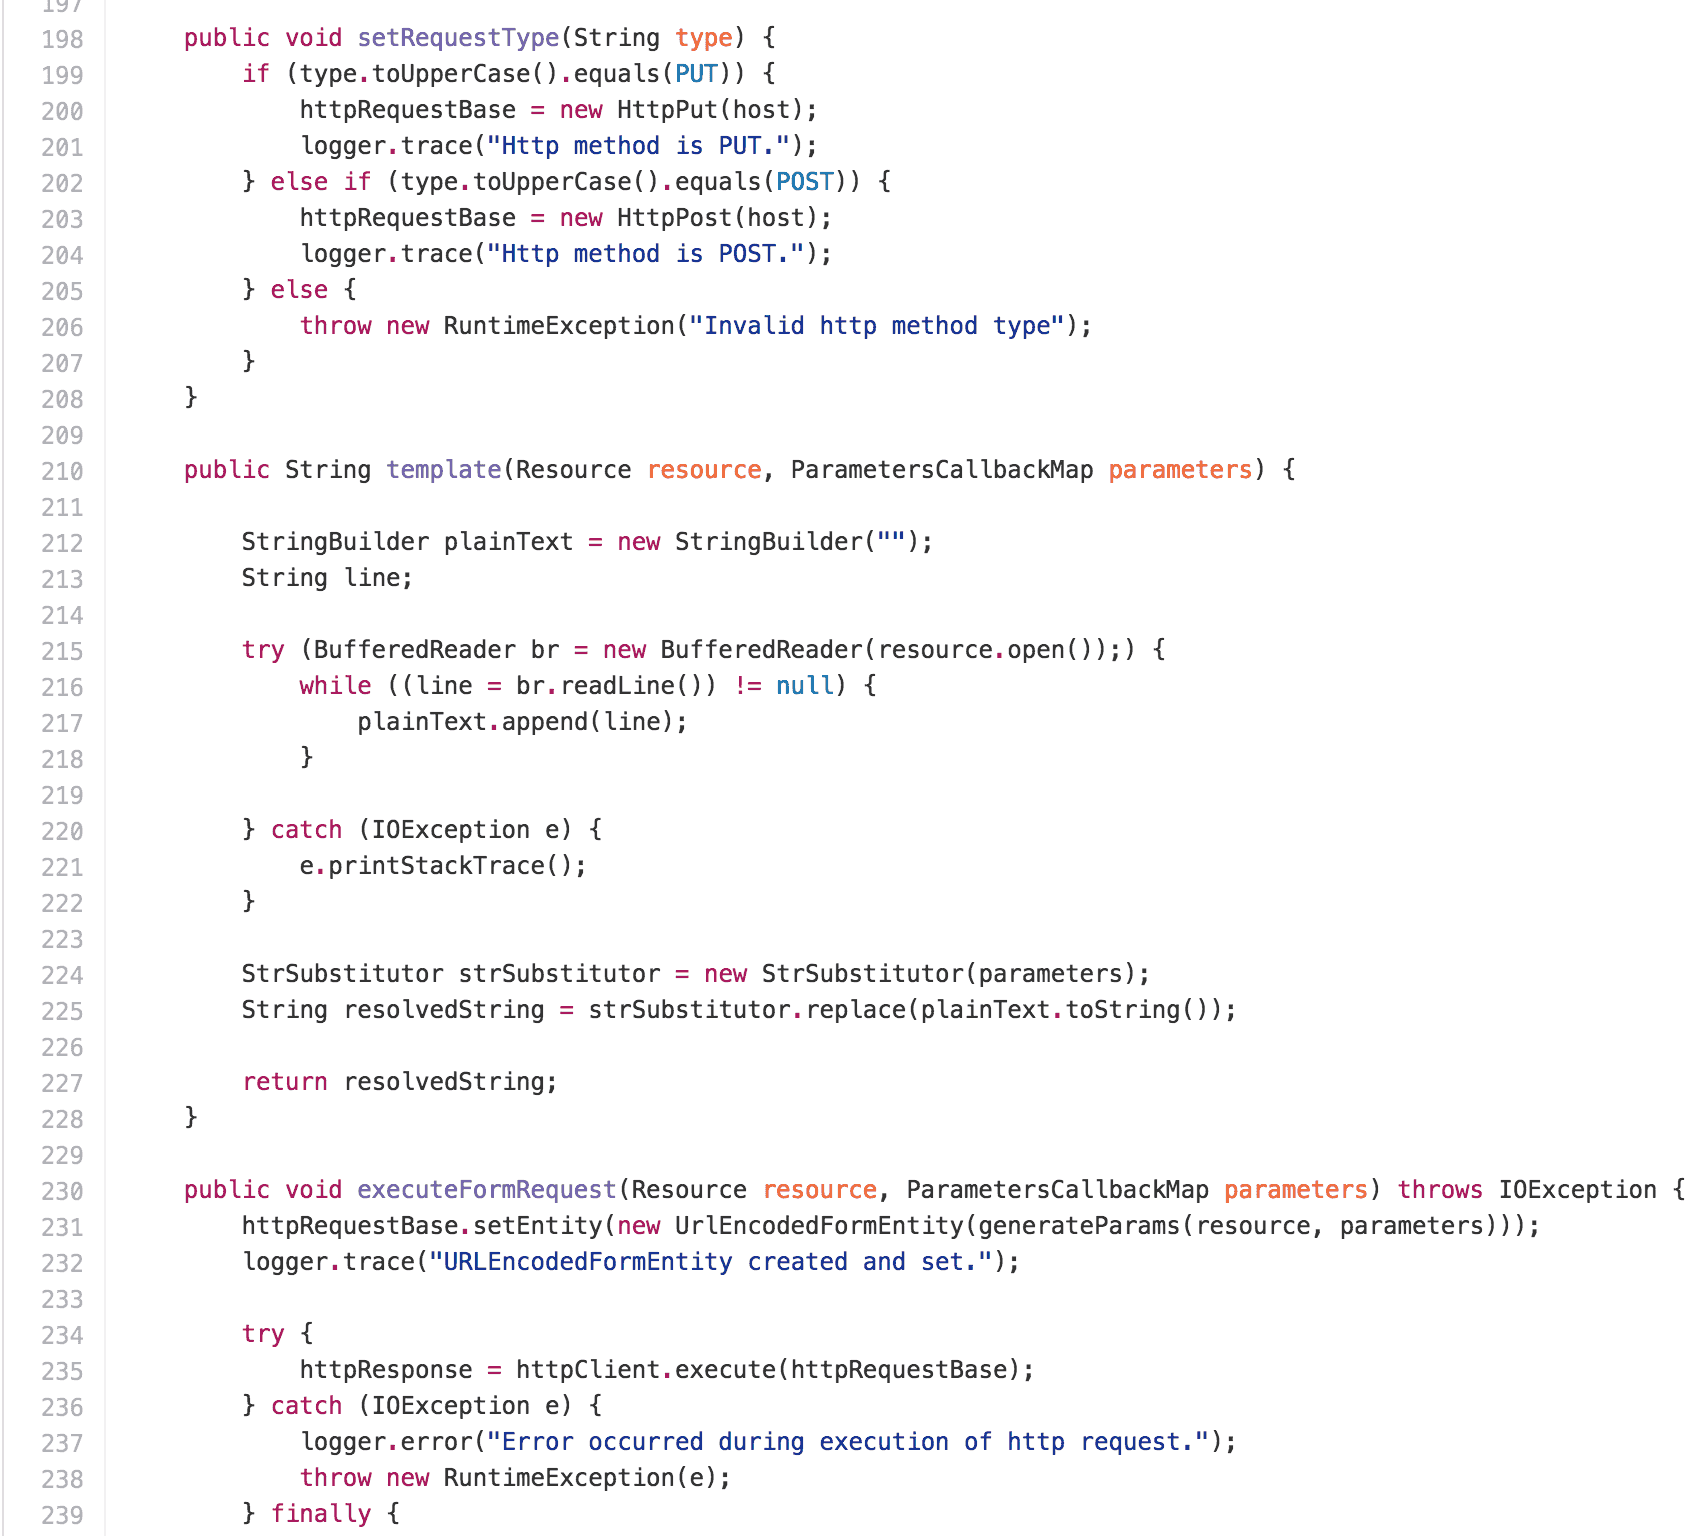 197
198 public void setRequestType(String type) {
199 if (type.toUpperCase().equals(PUT)) {
200 httpRequestBase = new HttpPut(host);
201 logger.trace("Http method is PUT.");
202 } else if (type.toUpperCase().equals(POST)) {
203 httpRequestBase = new HttpPost(host);
204 logger.trace("Http method is POST.");
205 } else {
206 throw new RuntimeException("Invalid http method type");
207 }
208 }
209
210 public String template(Resource resource, ParametersCallbackMap parameters) {
211
212 StringBuilder plainText = new StringBuilder("");
213 String line;
214
215 try (BufferedReader br = new BufferedReader(resource.open());) {
216 while ((line = br.readLine()) != null) {
217 plainText.append(line);
218 }
219
220 } catch (IOException e) {
221 e.printStackTrace();
222 }
223
224 StrSubstitutor strSubstitutor = new StrSubstitutor(parameters);
225 String resolvedString = strSubstitutor.replace(plainText.toString());
226
227 return resolvedString;
228 }
229
230 public void executeFormRequest(Resource resource, ParametersCallbackMap parameters) throws IOException {
231 httpRequestBase.setEntity(new UrlEncodedFormEntity(generateParams(resource, parameters)));
232 logger.trace("URLEncodedFormEntity created and set.");
233
234 try {
235 httpResponse = httpClient.execute(httpRequestBase);
236 } catch (IOException e) {
237 logger.error("Error occurred during execution of http request.");
238 throw new RuntimeException(e);
239 } finally {